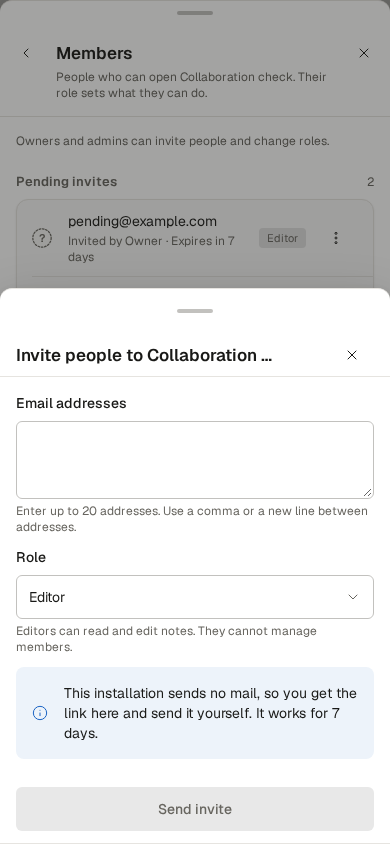 Members
People who can open Collaboration check. Their
role sets what they can do.
Owners and admins can invite people and change roles.
Pending invites
2
?
pending@example.com
Invited by Owner · Expires in 7
days
Editor
Invite people to Collaboration ...
Email addresses
Enter up to 20 addresses. Use a comma or a new line between
addresses.
Role
Editor
Editors can read and edit notes. They cannot manage
members.
This installation sends no mail, so you get the
link here and send it yourself. It works for 7
days.
Send invite